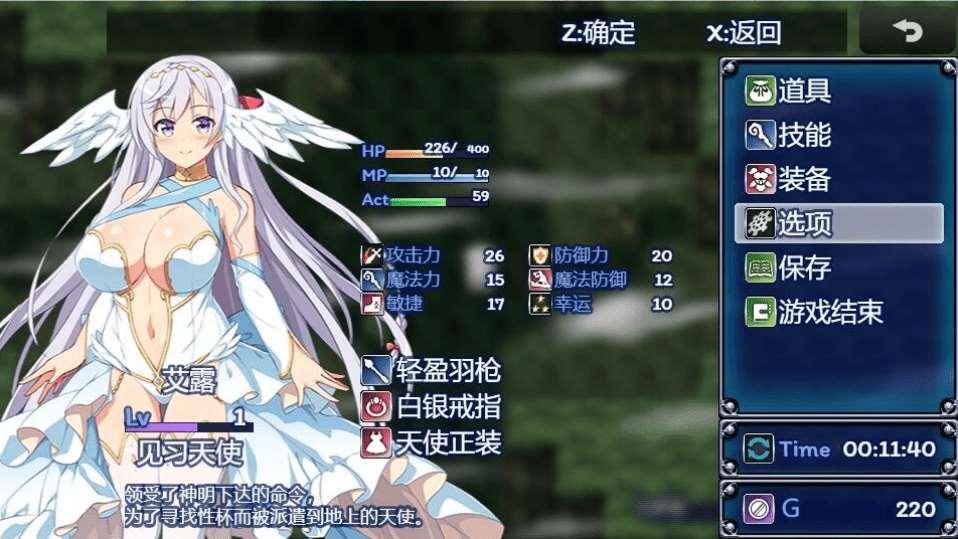 Z:确定 X:返回
HP 226/ 400
MP 10/ 10
Act 59
攻击力 26 防御力 20
魔法力 15 魔法防御 12
敏捷 17 幸运 10
轻盈羽枪
白银戒指
天使正装
艾露
Lv 1
见习天使
领受了神明下达的命令，
为了寻找性杯而被派遣到地上的天使。
道具
技能
装备
选项
保存
游戏结束
Time 00:11:40
G 220